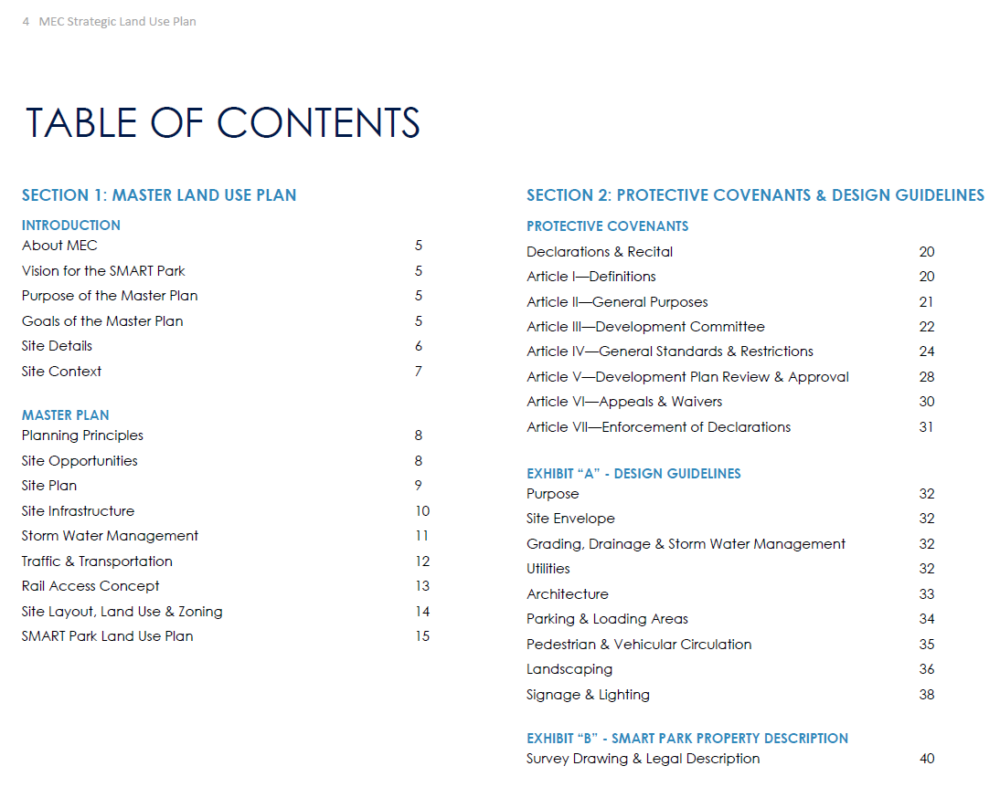 4 MEC Strategic Land Use Plan
TABLE OF CONTENTS
SECTION 1: MASTER LAND USE PLAN
INTRODUCTION
About MEC 5
Vision for the SMART Park 5
Purpose of the Master Plan 5
Goals of the Master Plan 5
Site Details 6
Site Context 7
MASTER PLAN
Planning Principles 8
Site Opportunities 8
Site Plan 9
Site Infrastructure 10
Storm Water Management 11
Traffic & Transportation 12
Rail Access Concept 13
Site Layout, Land Use & Zoning 14
SMART Park Land Use Plan 15
SECTION 2: PROTECTIVE COVENANTS & DESIGN GUIDELINES
PROTECTIVE COVENANTS
Declarations & Recital 20
Article I—Definitions 20
Article II—General Purposes 21
Article III—Development Committee 22
Article IV—General Standards & Restrictions 24
Article V—Development Plan Review & Approval 28
Article VI—Appeals & Waivers 30
Article VII—Enforcement of Declarations 31
EXHIBIT “A” - DESIGN GUIDELINES
Purpose 32
Site Envelope 32
Grading, Drainage & Storm Water Management 32
Utilities 32
Architecture 33
Parking & Loading Areas 34
Pedestrian & Vehicular Circulation 35
Landscaping 36
Signage & Lighting 38
EXHIBIT “B” - SMART PARK PROPERTY DESCRIPTION
Survey Drawing & Legal Description 40